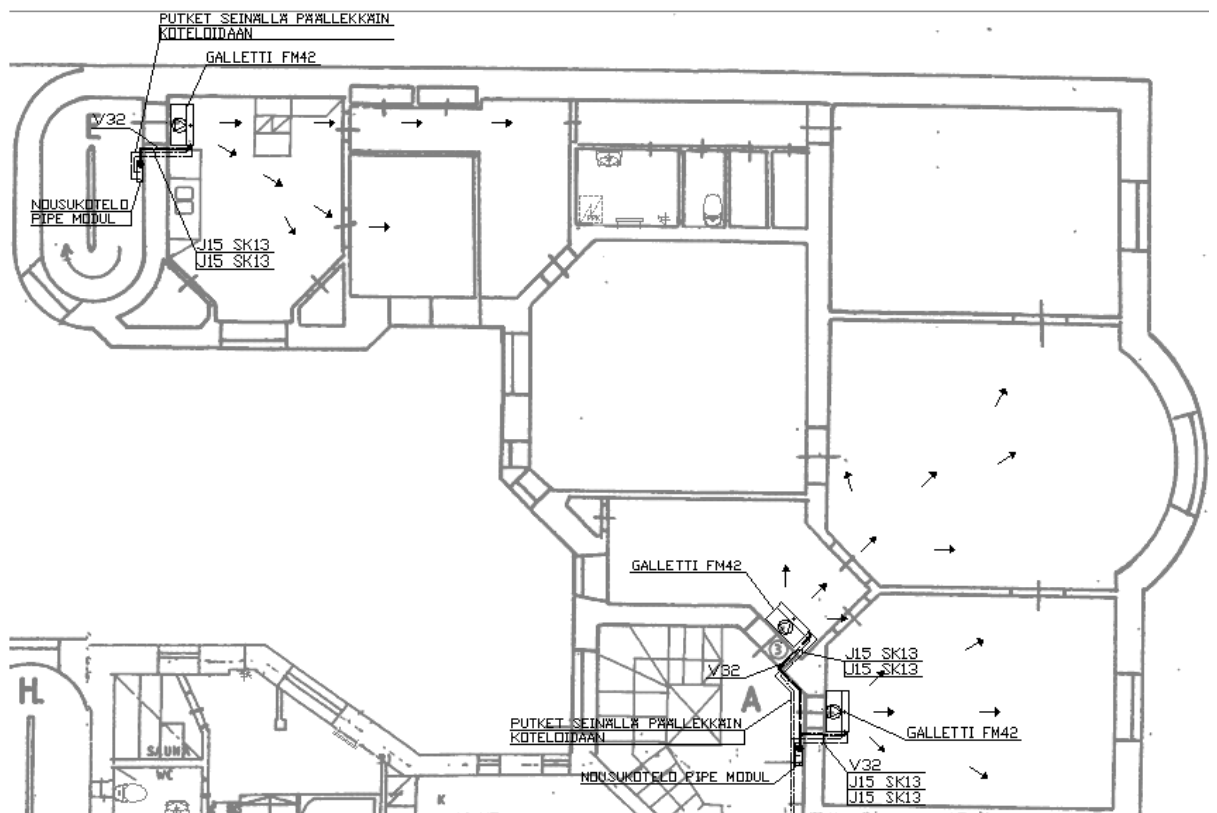 PUTKET SEINÄLLÄ PÄÄLLEKKÄIN
KOTELOIDAAN
GALLETTI FM42
V32
NOUSUKOTELO
PIPE MODUL
J15 SK13
J15 SK13
GALLETTI FM42
3
J15 SK13
J15 SK13
V32
A
PUTKET SEINÄLLÄ PÄÄLLEKKÄIN
KOTELOIDAAN
GALLETTI FM42
NOUSUKOTELO PIPE MODUL
V32
J15 SK13
J15 SK13
H.
SAUNA
WC
K